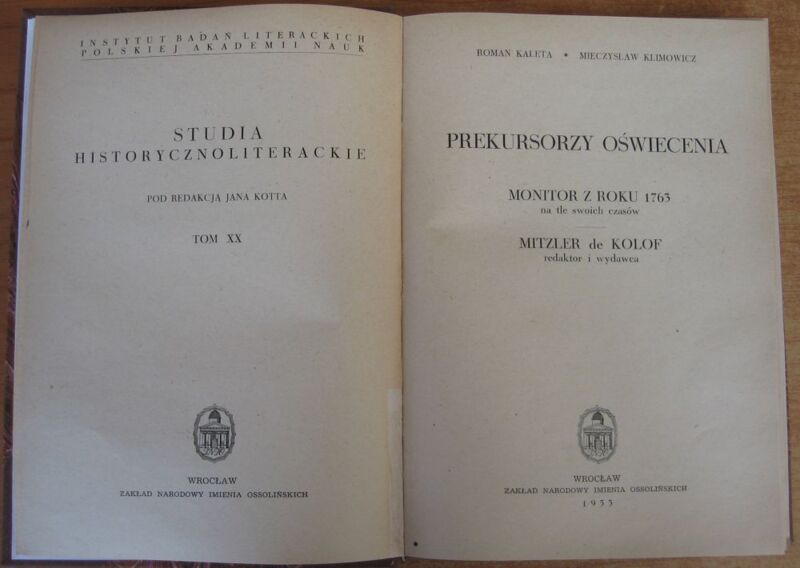 INSTYTUT BADAŃ LITERACKICH
POLSKIEJ AKADEMII NAUK
STUDIA
HISTORYCZNOLITERACKIE
POD REDAKCJĄ JANA KOTTA
TOM XX
WROCŁAW
ZAKŁAD NARODOWY IMIENIA OSSOLIŃSKICH
ROMAN KALETA • MIECZYSŁAW KLIMOWICZ
PREKURSORZY OŚWIECENIA
MONITOR Z ROKU 1763
na tle swoich czasów
MITZLER de KOLOF
redaktor i wydawca
WROCŁAW
ZAKŁAD NARODOWY IMIENIA OSSOLIŃSKICH
1953